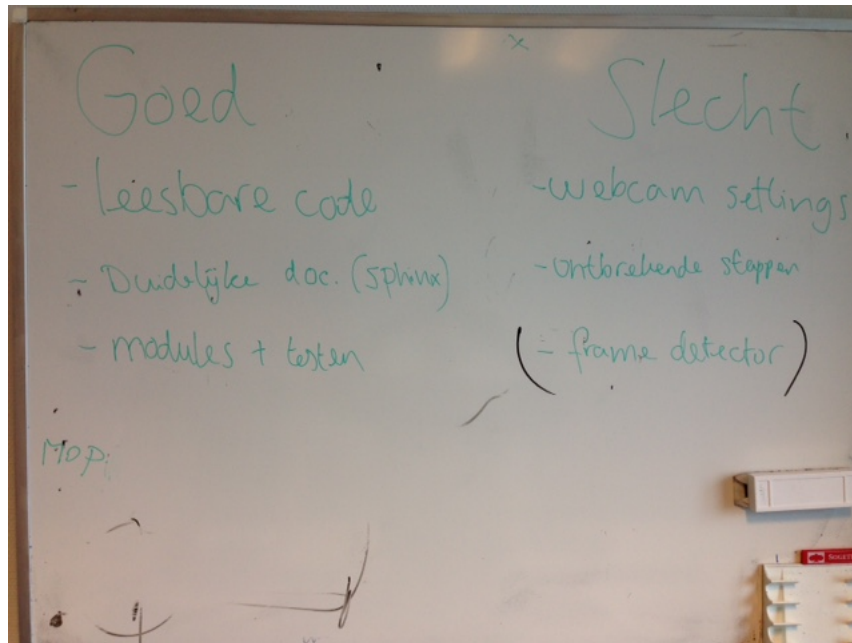 Goed
- leesbare code
- Duidelijke doc. (sphinx)
- modules + testen
MOP:
Slecht
- webcam settings
- ontbrekende stappen
(- frame detector)